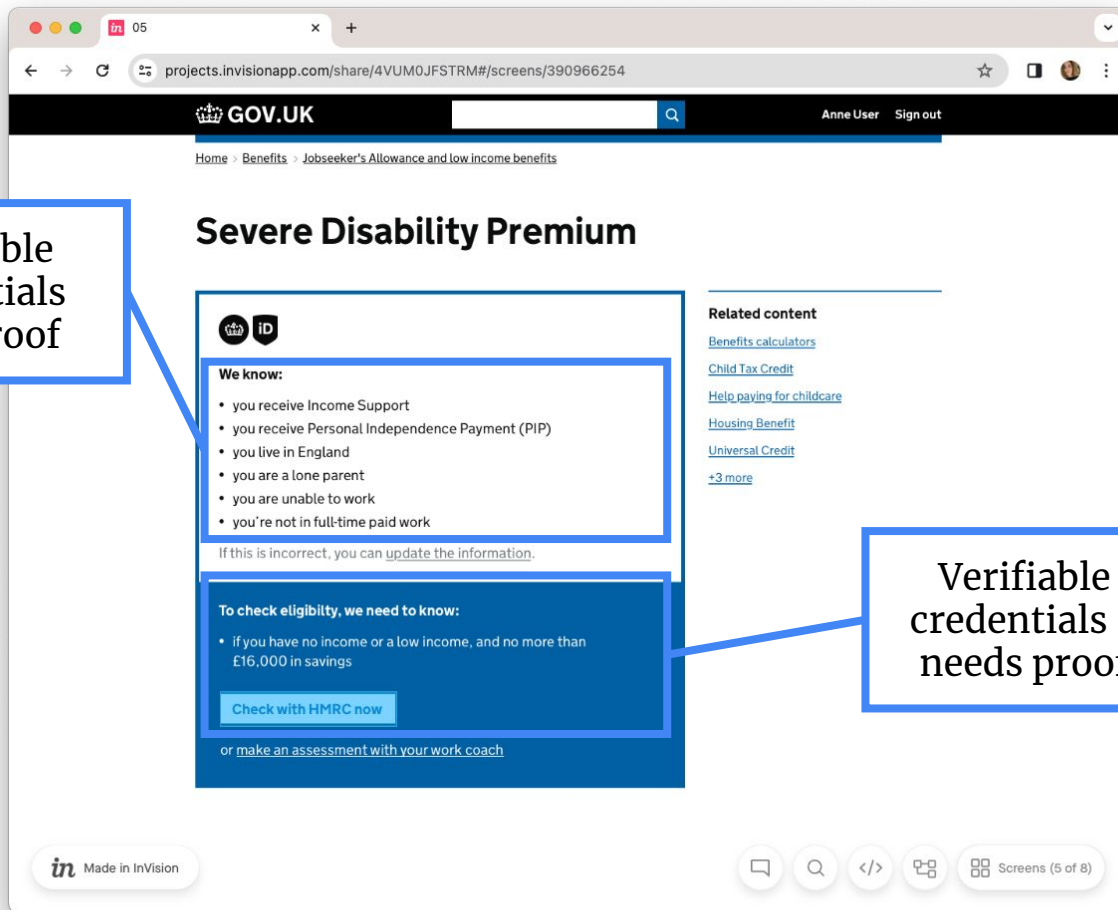 in 05
projects.invisionapp.com/share/4VUM0JFSTRM#/screens/390966254
GOV.UK
Anne User Sign out
Home > Benefits > Jobseeker's Allowance and low income benefits
Severe Disability Premium
iD
We know:
• you receive Income Support
• you receive Personal Independence Payment (PIP)
• you live in England
• you are a lone parent
• you are unable to work
• you're not in full-time paid work
If this is incorrect, you can update the information.
To check eligibilty, we need to know:
• if you have no income or a low income, and no more than
£16,000 in savings
Check with HMRC now
or make an assessment with your work coach
Related content
Benefits calculators
Child Tax Credit
Help paying for childcare
Housing Benefit
Universal Credit
+3 more
Verifiable
credentials
needs
in Made in InVision
</>
Screens (5 of 8)